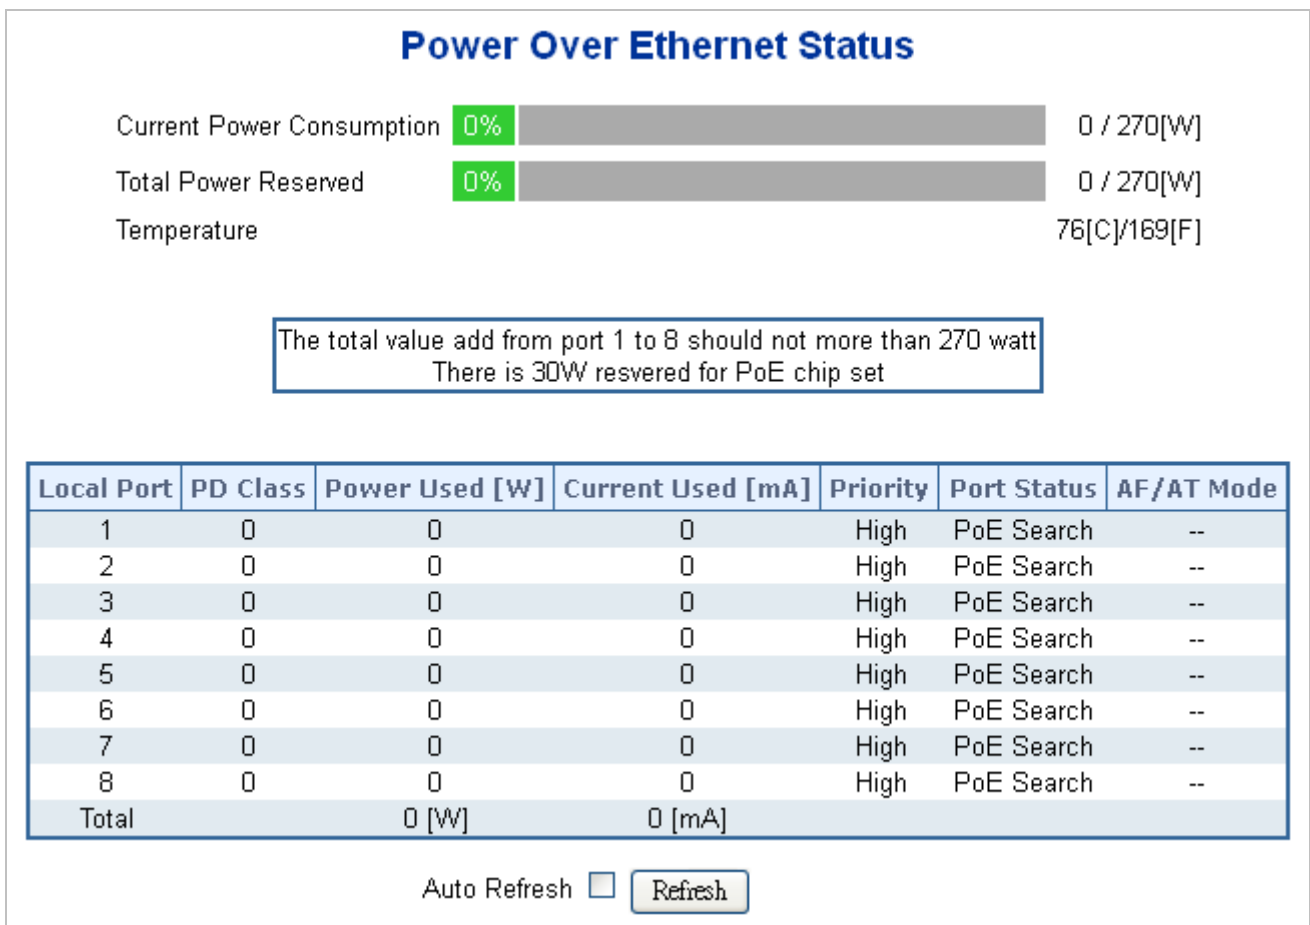 Power Over Ethernet Status
Current Power Consumption 0% 0 / 270[W]
Total Power Reserved 0% 0 / 270[W]
Temperature 76[C]/169[F]
The total value add from port 1 to 8 should not more than 270 watt
There is 30W resvered for PoE chip set
Local Port PD Class Power Used [W] Current Used [mA] Priority Port Status AF/AT Mode
1 0 0 0 High PoE Search --
2 0 0 0 High PoE Search --
3 0 0 0 High PoE Search --
4 0 0 0 High PoE Search --
5 0 0 0 High PoE Search --
6 0 0 0 High PoE Search --
7 0 0 0 High PoE Search --
8 0 0 0 High PoE Search --
Total 0 [W] 0 [mA]
Auto Refresh Refresh